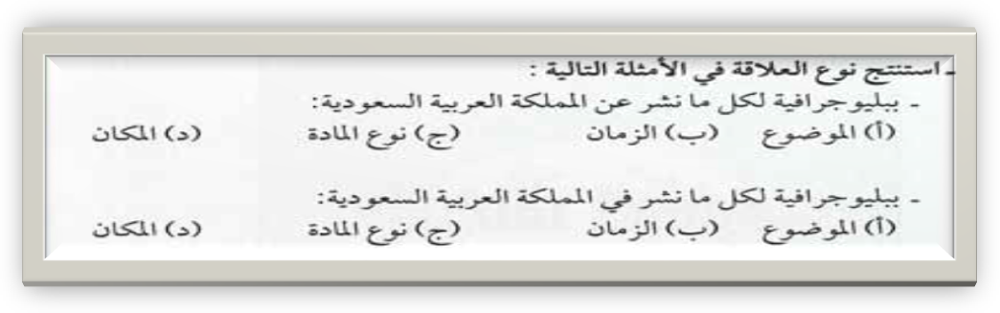 - استنتج نوع العلاقة في الأمثلة التالية :
- ببليوجرافية لكل ما نشر عن المملكة العربية السعودية:
(أ) الموضوع (ب) الزمان (ج) نوع المادة (د) المكان
- ببليوجرافية لكل ما نشر في المملكة العربية السعودية:
(أ) الموضوع (ب) الزمان (ج) نوع المادة (د) المكان